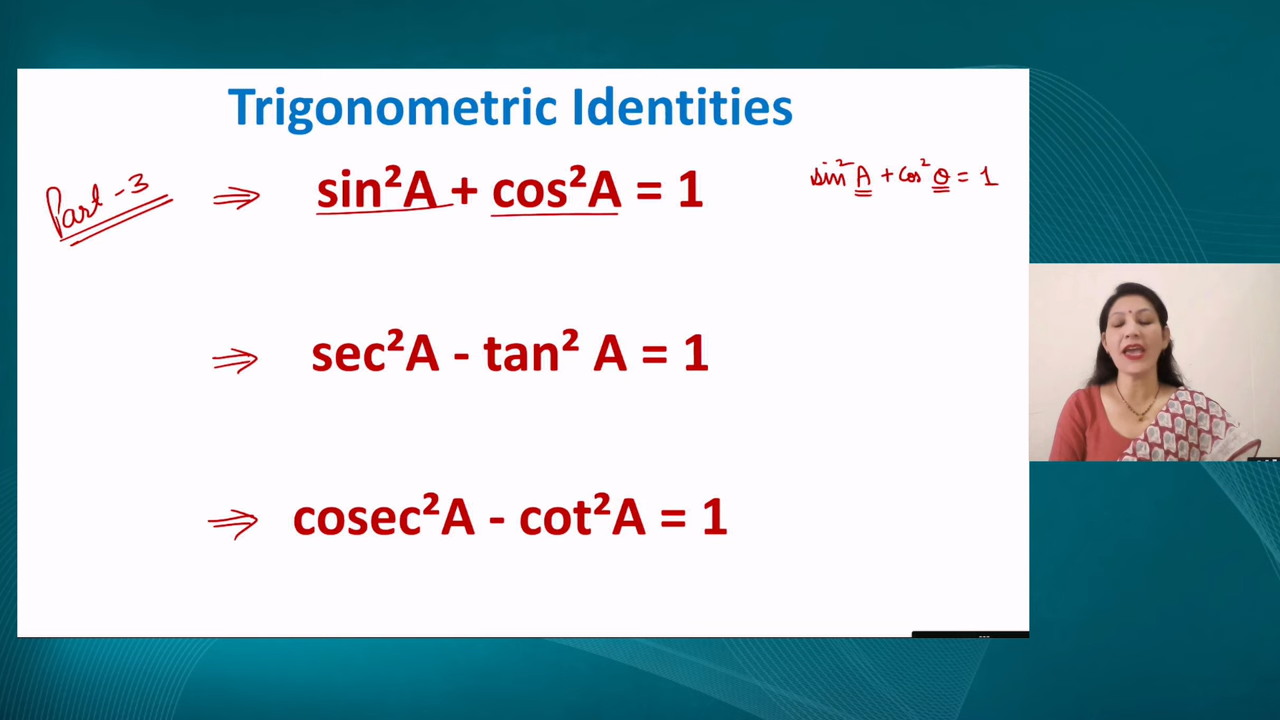 Trigonometric Identities
Part - 3 ⇒ sin²A + cos²A = 1
sin²A + cos²θ = 1
⇒ sec²A - tan² A = 1
⇒ cosec²A - cot²A = 1